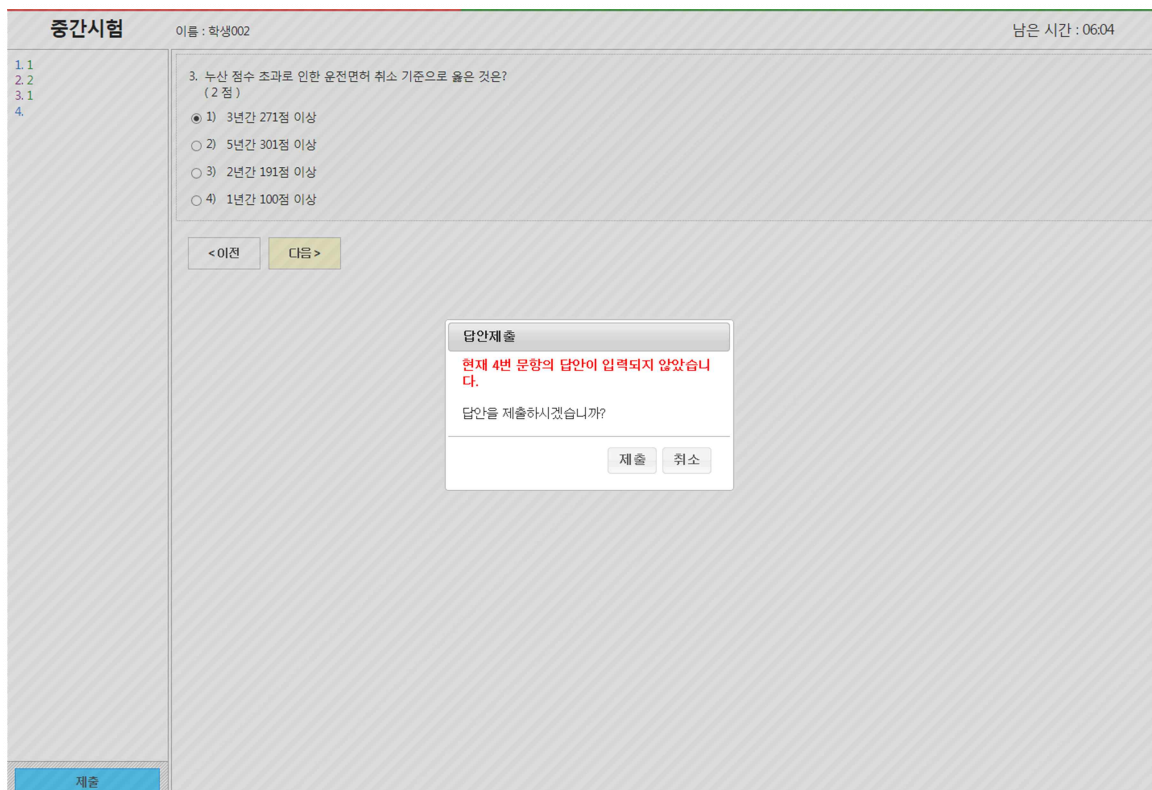 중간시험
이름 : 학생002
남은 시간 : 06:04
1. 1
2. 2
3. 1
4.
3. 누산 점수 초과로 인한 운전면허 취소 기준으로 옳은 것은?
( 2 점 )
1) 3년간 271점 이상
2) 5년간 301점 이상
3) 2년간 191점 이상
4) 1년간 100점 이상
< 이전
다음 >
답안제출
현재 4번 문항의 답안이 입력되지 않았습니
다.
답안을 제출하시겠습니까?
제출
취소
제출